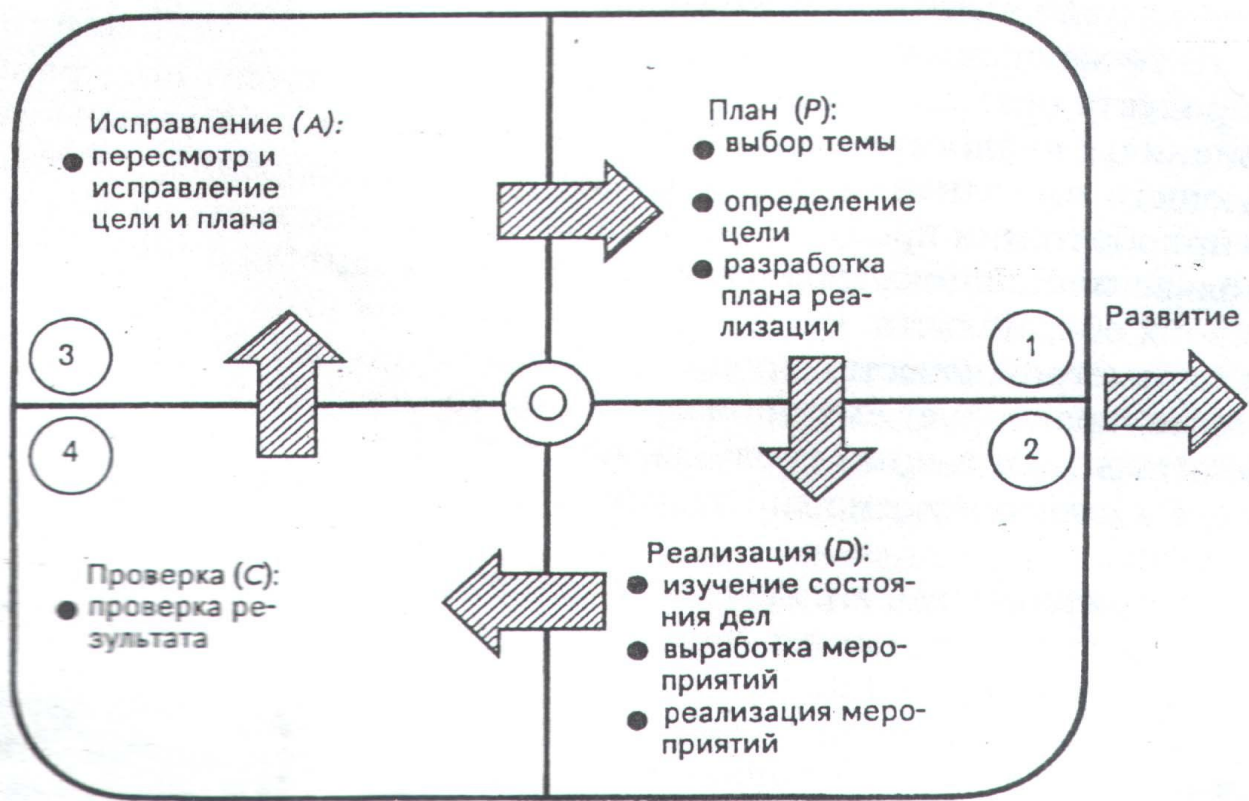 Исправление (А):
● пересмотр и
исправление
цели и плана
План (Р):
● выбор темы
● определение
цели
● разработка
плана реа-
лизации
3
1
Развитие
4
2
Проверка (С):
● проверка ре-
зультата
Реализация (D):
● изучение состоя-
ния дел
● выработка меро-
приятий
● реализация меро-
приятий